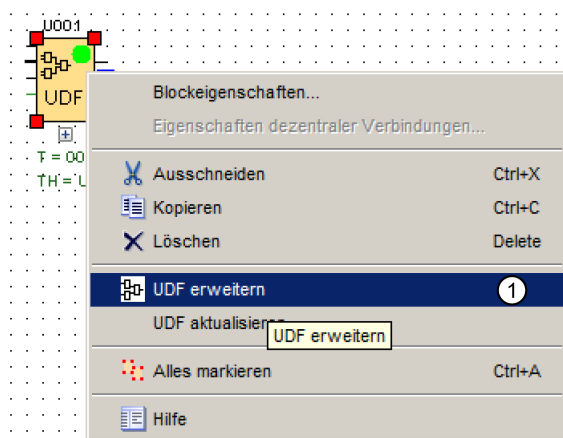 U001
UDF
T = 00
TH = U
Blockeigenschaften...
Eigenschaften dezentraler Verbindungen...
Ausschneiden Ctrl+X
Kopieren Ctrl+C
Löschen Delete
UDF erweitern 1
UDF aktualisieren
UDF erweitern
Alles markieren Ctrl+A
Hilfe